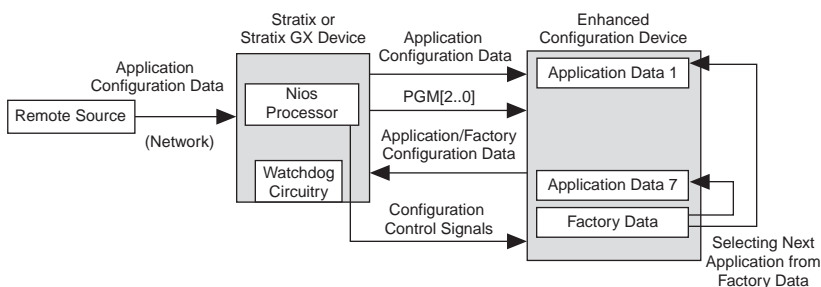 Stratix or
Stratix GX Device
Enhanced
Configuration Device
Application
Configuration Data
Application
Configuration Data
Application Data 1
Nios
Processor
PGM[2..0]
Remote Source
(Network)
Application/Factory
Configuration Data
Watchdog
Circuitry
Application Data 7
Configuration
Control Signals
Factory Data
Selecting Next
Application from
Factory Data